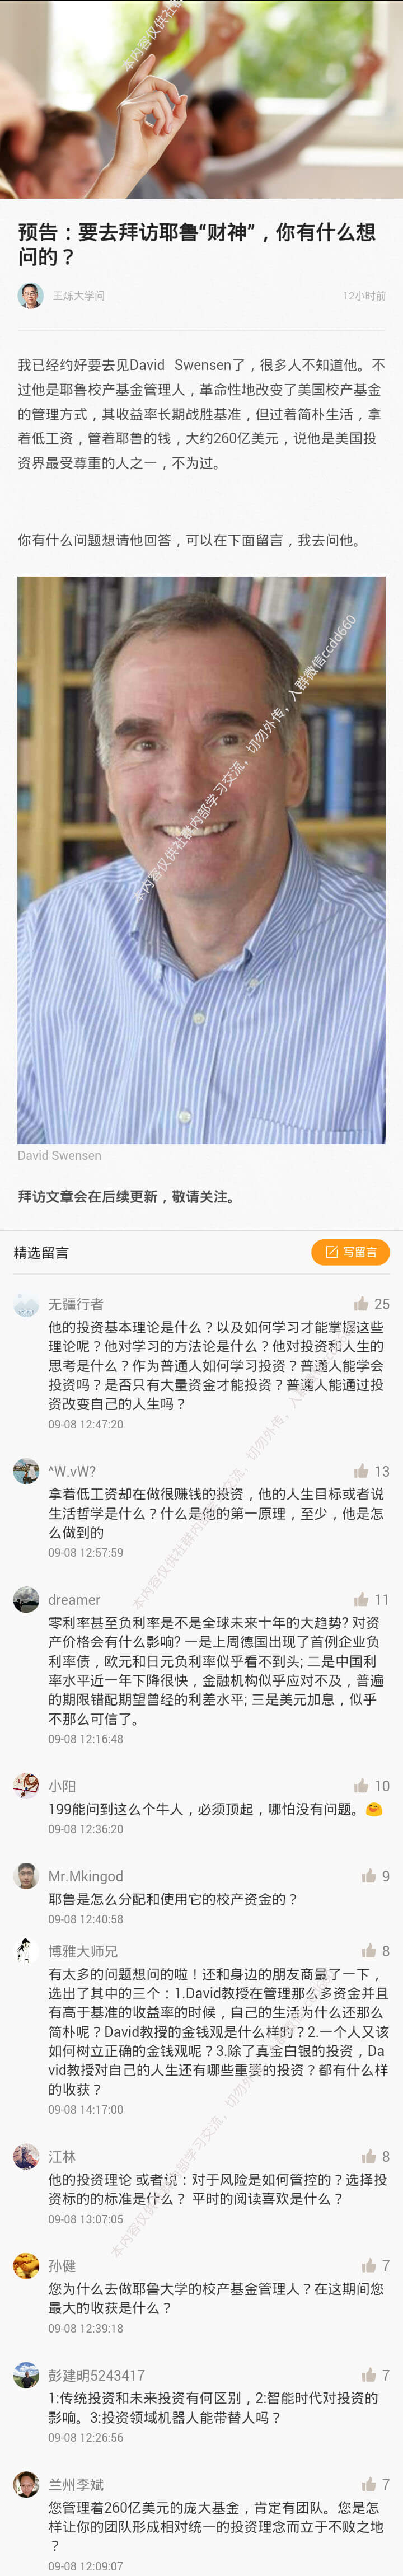 本内容仅供社群
预告：要去拜访耶鲁“财神”，你有什么想
问的？
王烁大学问
12小时前
我已经约好要去见David Swensen了，很多人不知道他。不
过他是耶鲁校产基金管理人，革命性地改变了美国校产基金
的管理方式，其收益率长期战胜基准，但过着简朴生活，拿
着低工资，管着耶鲁的钱，大约260亿美元，说他是美国投
资界最受尊重的人之一，不为过。
你有什么问题想请他回答，可以在下面留言，我去问他。
本内容仅供社群内部学习交流，切勿外传，入群微信ccdd660
David Swensen
拜访文章会在后续更新，敬请关注。
精选留言
写留言
无疆行者
25
他的投资基本理论是什么？以及如何学习才能掌握这些
理论呢？他对学习的方法论是什么？他对投资和人生的
思考是什么？作为普通人如何学习投资？普通人能学会
投资吗？是否只有大量资金才能投资？普通人能通过投
资改变自己的人生吗？
09-08 12:47:20
^W.vW?
13
拿着低工资却在做很赚钱的投资，他的人生目标或者说
生活哲学是什么？什么是他的第一原理，至少，他是怎
么做到的
09-08 12:57:59
本内容仅供社群内部学习交流，切勿外传，入群微信
dreamer
11
零利率甚至负利率是不是全球未来十年的大趋势? 对资
产价格会有什么影响? 一是上周德国出现了首例企业负
利率债，欧元和日元负利率似乎看不到头; 二是中国利
率水平近一年下降很快，金融机构似乎应对不及，普遍
的期限错配期望曾经的利差水平; 三是美元加息，似乎
不那么可信了。
09-08 12:16:48
小阳
10
199能问到这么个牛人，必须顶起，哪怕没有问题。
09-08 12:36:20
Mr.Mkingod
9
耶鲁是怎么分配和使用它的校产资金的？
09-08 12:40:58
博雅大师兄
8
有太多的问题想问的啦！还和身边的朋友商量了一下，
选出了其中的三个：1.David教授在管理那么多资金并且
有高于基准的收益率的时候，自己的生活为什么还那么
简朴呢？David教授的金钱观是什么样的？2.一个人又该
如何树立正确的金钱观呢？3.除了真金白银的投资，Da
vid教授对自己的人生还有哪些重要的投资？都有什么样
的收获？
09-08 14:17:00
本内容仅供社群内部学习交流，切勿外
江林
8
他的投资理论 或者说：对于风险是如何管控的？选择投
资标的的标准是什么？ 平时的阅读喜欢是什么？
09-08 13:07:05
孙健
7
您为什么去做耶鲁大学的校产基金管理人？在这期间您
最大的收获是什么？
09-08 12:39:18
彭建明5243417
7
1:传统投资和未来投资有何区别，2:智能时代对投资的
影响。3:投资领域机器人能带替人吗？
09-08 12:26:56
兰州李斌
7
您管理着260亿美元的庞大基金，肯定有团队。您是怎
样让你的团队形成相对统一的投资理念而立于不败之地
？
09-08 12:09:07